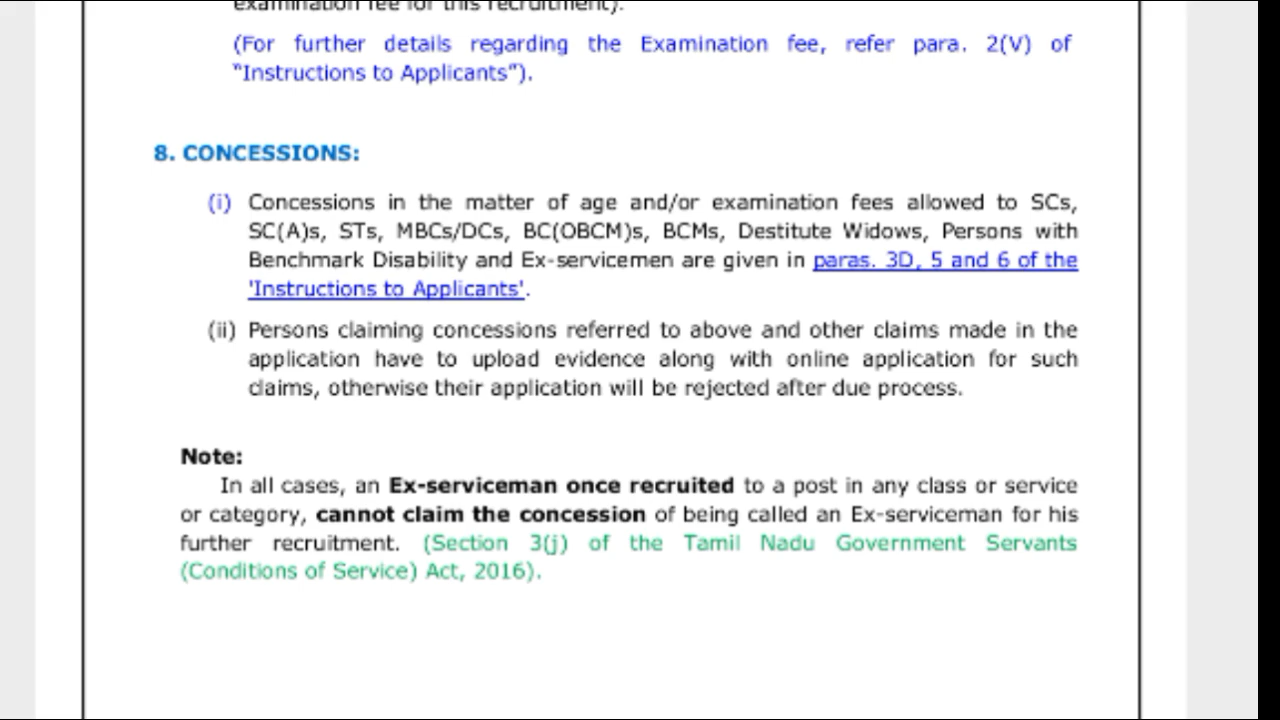 examination fee for this recruitment).
(For further details regarding the Examination fee, refer para. 2(V) of
"Instructions to Applicants").
8. CONCESSIONS:
(i) Concessions in the matter of age and/or examination fees allowed to SCs,
SC(A)s, STs, MBCs/DCs, BC(OBCM)s, BCMs, Destitute Widows, Persons with
Benchmark Disability and Ex-servicemen are given in paras. 3D, 5 and 6 of the
'Instructions to Applicants'.
(ii) Persons claiming concessions referred to above and other claims made in the
application have to upload evidence along with online application for such
claims, otherwise their application will be rejected after due process.
Note:
In all cases, an Ex-serviceman once recruited to a post in any class or service
or category, cannot claim the concession of being called an Ex-serviceman for his
further recruitment. (Section 3(j) of the Tamil Nadu Government Servants
(Conditions of Service) Act, 2016).